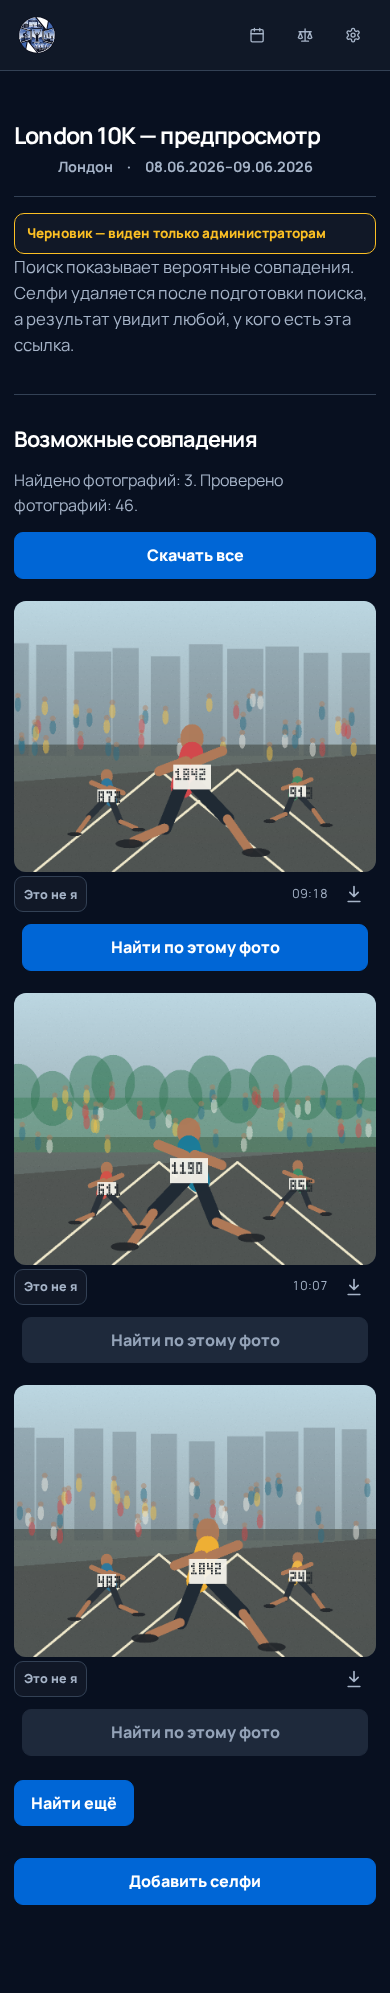 London 10K — предпросмотр
Лондон · 08.06.2026–09.06.2026
Черновик — виден только администраторам
Поиск показывает вероятные совпадения.
Селфи удаляется после подготовки поиска,
а результат увидит любой, у кого есть эта
ссылка.
Возможные совпадения
Найдено фотографий: 3. Проверено
фотографий: 46.
Скачать все
1842
Это не я
09:18
Найти по этому фото
1190
Это не я
10:07
Найти по этому фото
1842
Это не я
Найти по этому фото
Найти ещё
Добавить селфи